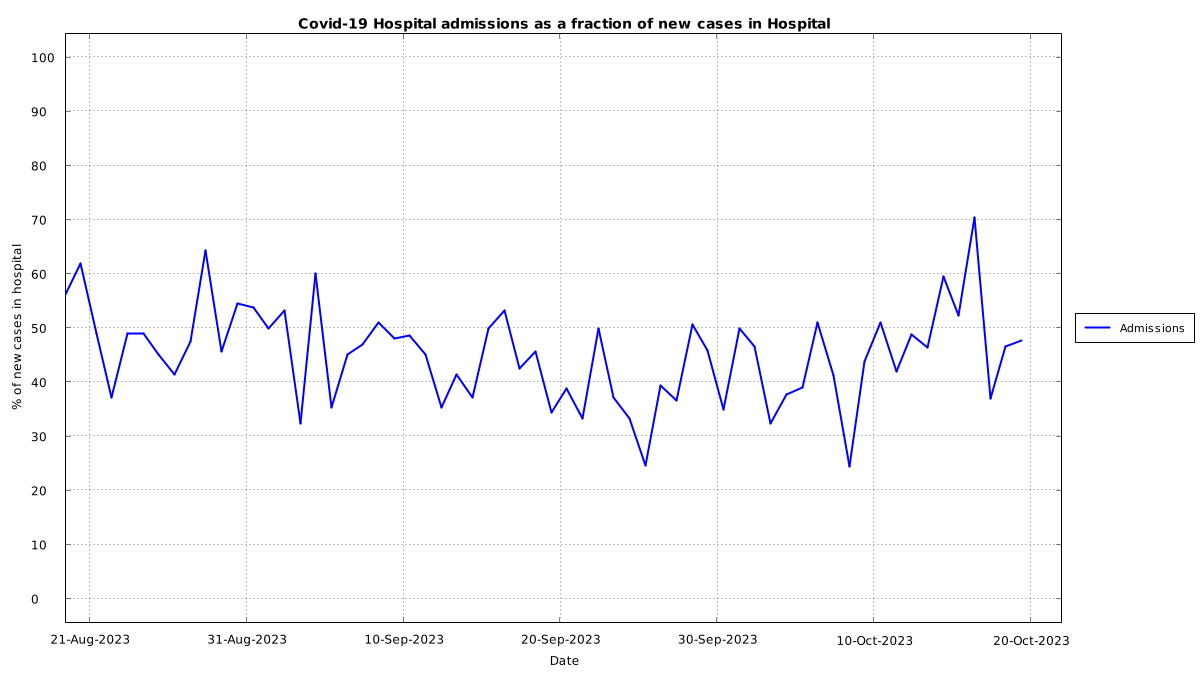 Covid-19 Hospital admissions as a fraction of new cases in Hospital
100
90
80
70
60
50
40
30
20
10
0
% of new cases in hospital
21-Aug-2023 31-Aug-2023 10-Sep-2023 20-Sep-2023 30-Sep-2023 10-Oct-2023 20-Oct-2023
Date
Admissions